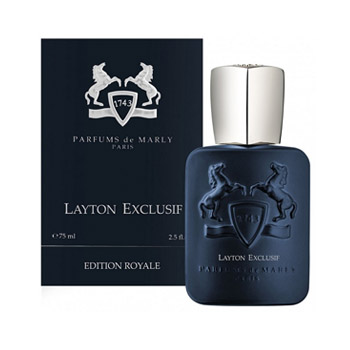 1743
PARFUMS de MARLY
PARIS
LAYTON EXCLUSIF
℮75 ml 2.5 fl
EDITION ROYALE
1743
LAYTON EXCLUSIF
PARFUMS de MARLY
PARIS